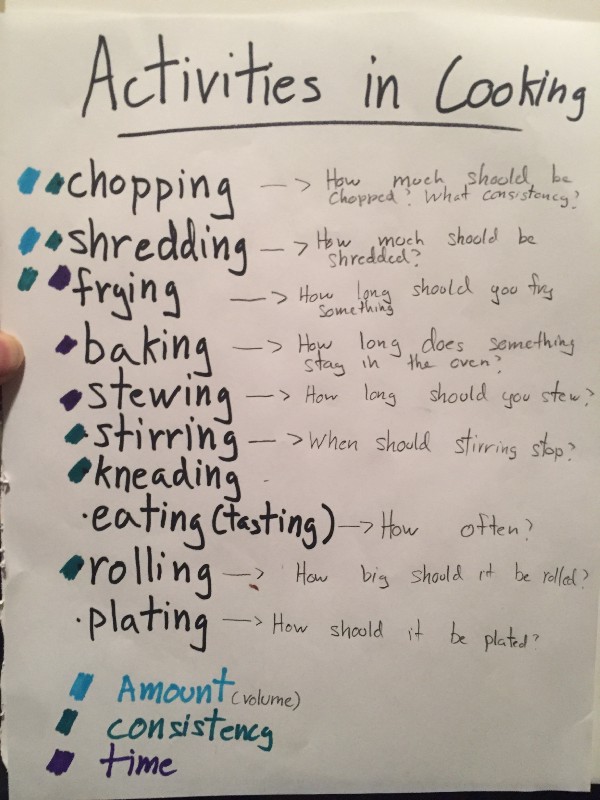 Activities in Cooking
chopping —> How much should be
chopped? What consistency?
shredding —> How much should be
shredded?
frying —> How long should you fry
something
baking —> How long does something
stay in the oven?
stewing —> How long should you stew?
stirring —> When should stirring stop?
kneading
·eating (tasting) —> How often?
rolling —> How big should it be rolled?
·plating —> How should it be plated?
Amount (volume)
consistency
time